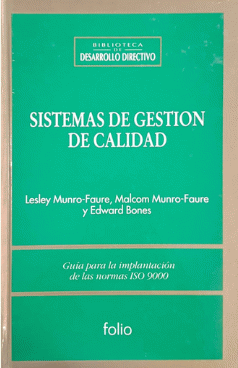 BIBLIOTECA
DE
DESARROLLO DIRECTIVO
SISTEMAS DE GESTION
DE CALIDAD
Lesley Munro-Faure, Malcom Munro-Faure
y Edward Bones
Guía para la implantación
de las normas ISO 9000
folio